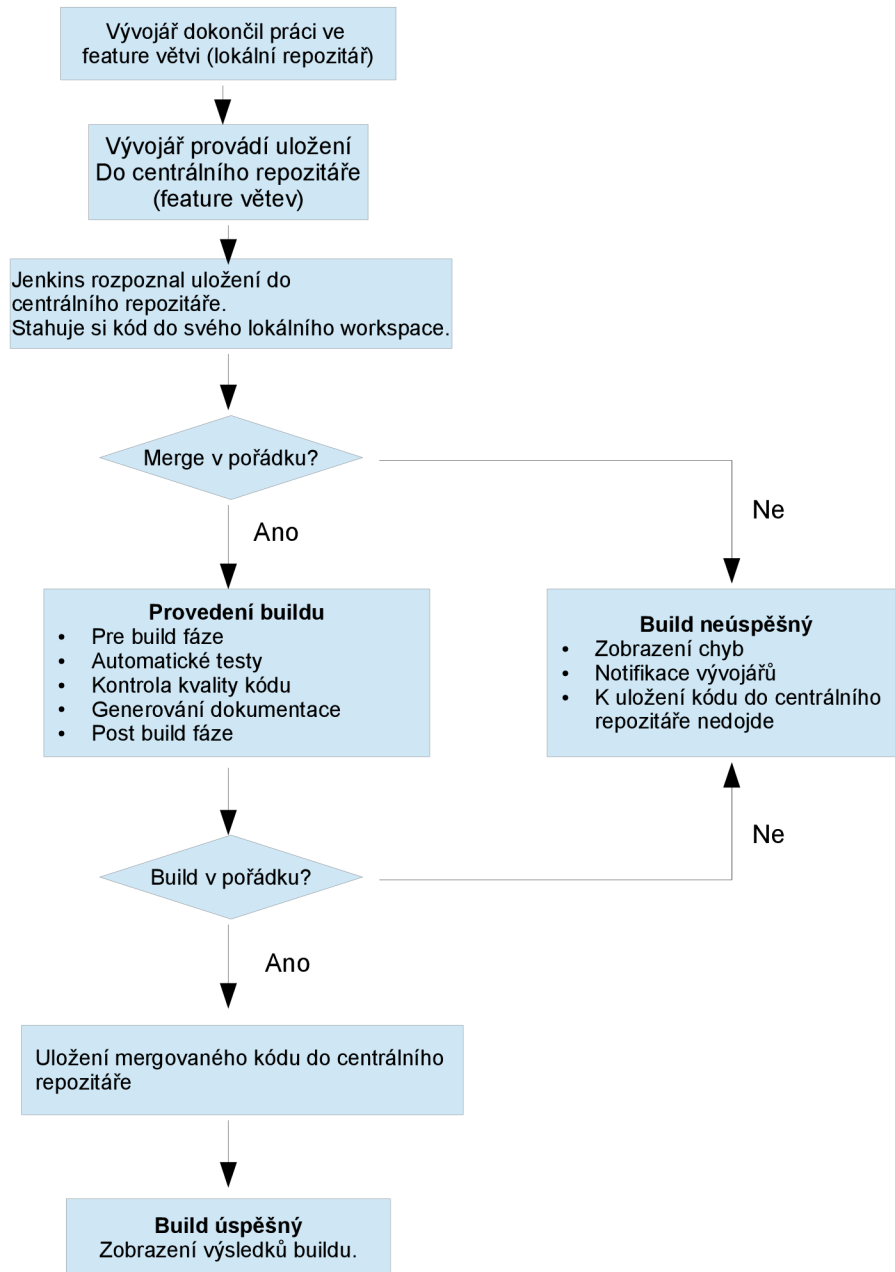 Vývojář dokončil práci ve
feature větvi (lokální repozitář)
Vývojář provádí uložení
Do centrálního repozitáře
(feature větev)
Jenkins rozpoznal uložení do
centrálního repozitáře.
Stahuje si kód do svého lokálního workspace.
Merge v pořádku?
Ne
Ano
Provedení buildu
• Pre build fáze
• Automatické testy
• Kontrola kvality kódu
• Generování dokumentace
• Post build fáze
Build neúspěšný
• Zobrazení chyb
• Notifikace vývojářů
• K uložení kódu do centrálního
repozitáře nedojde
Ne
Build v pořádku?
Ano
Uložení mergovaného kódu do centrálního
repozitáře
Build úspěšný
Zobrazení výsledků buildu.